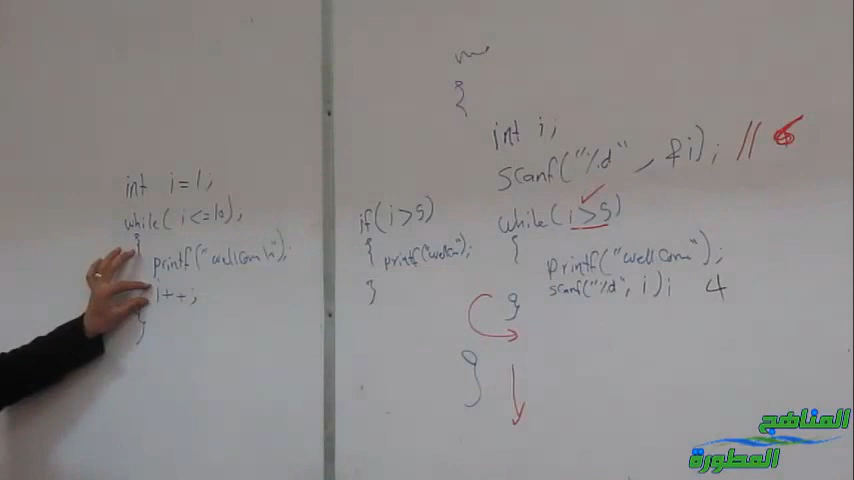 int i=1;
while( i<=10);
{
printf("wellcom \n");
i++;
}
if(i>5)
{
printf("wellcom");
}
{
int i;
scanf("%d" , &i); // 6
while(i>5)
{
printf("wellcom");
scanf("%d", i); 4
}
}
المناهج
المطورة